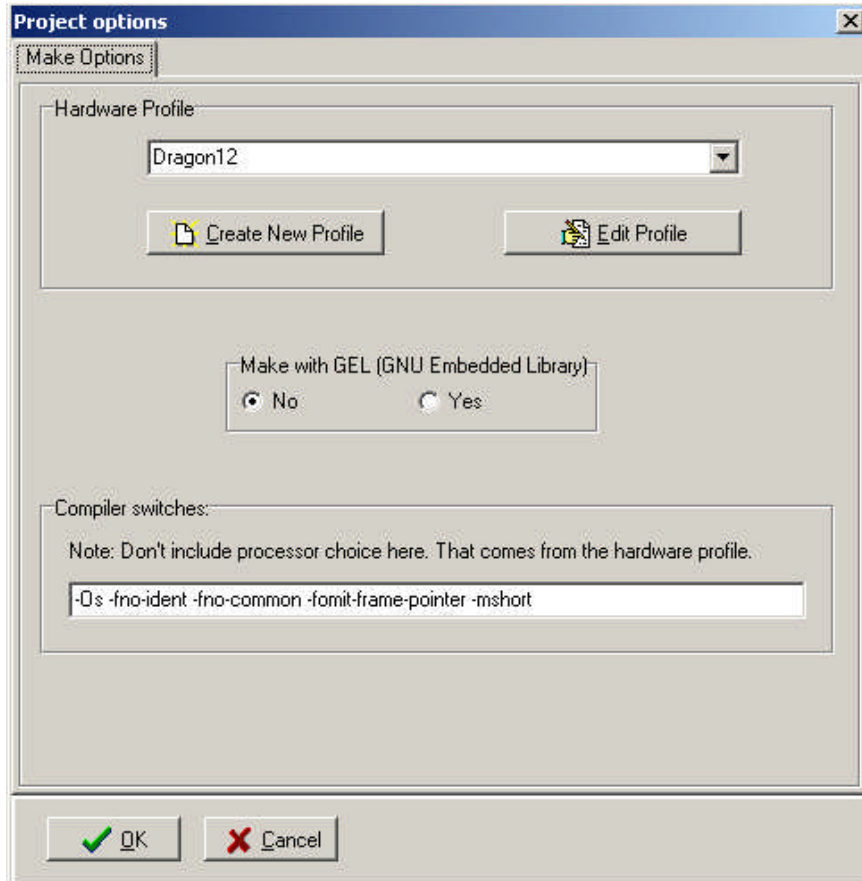 Project options
Make Options
Hardware Profile
Dragon12
Create New Profile
Edit Profile
Make with GEL (GNU Embedded Library)
No
Yes
Compiler switches:
Note: Don't include processor choice here. That comes from the hardware profile.
-Os -fno-ident -fno-common -fomit-frame-pointer -mshort
OK
Cancel